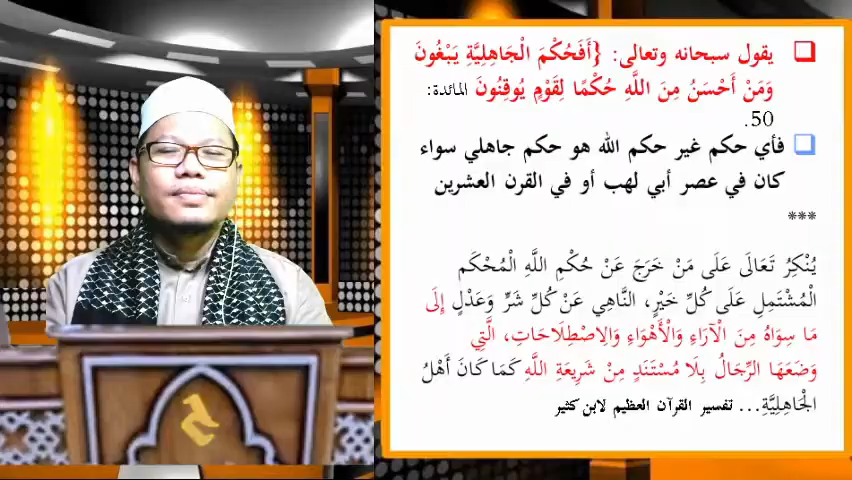 يقول سبحانه وتعالى: {أَفَحُكْمَ الْجَاهِلِيَّةِ يَبْغُونَ
وَمَنْ أَحْسَنُ مِنَ اللَّهِ حُكْمًا لِقَوْمٍ يُوقِنُونَ المائدة:
50.
فأي حكم غير حكم الله هو حكم جاهلي سواء
كان في عصر أبي لهب أو في القرن العشرين
***
يُنْكِرُ تَعَالَى عَلَى مَنْ خَرَجَ عَنْ حُكْمِ اللَّهِ الْمُحْكَم
الْمُشْتَمِلِ عَلَى كُلِّ خَيْرٍ، النَّاهِي عَنْ كُلِّ شَرٍّ وَعَدْلٍ إِلَى
مَا سِوَاهُ مِنَ الْآرَاءِ وَالْأَهْوَاءِ وَالِاصْطِلَاحَاتِ، الَّتِي
وَضَعَهَا الرِّجَالُ بِلَا مُسْتَنَدٍ مِنْ شَرِيعَةِ اللَّهِ كَمَا كَانَ أَهْلُ
الْجَاهِلِيَّةِ... تفسير القرآن العظيم لابن كثير